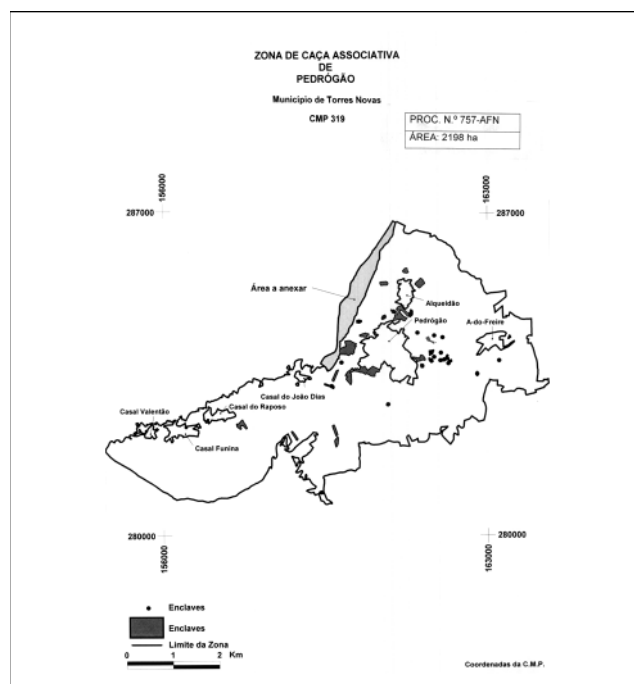 ZONA DE CAÇA ASSOCIATIVA
DE
PEDRÓGÃO
Município de Torres Novas
CMP 319
PROC. N.º 757-AFN
ÁREA: 2198 ha
156000
163000
287000
287000
Área a anexar
Alqueidão
Pedrógão
A-do-Freire
Casal do João Dias
Casal Valentão
Casal do Raposo
Casal Funina
280000
280000
156000
163000
Enclaves
Enclaves
Limite da Zona
0 1 2 Km
Coordenadas da C.M.P.